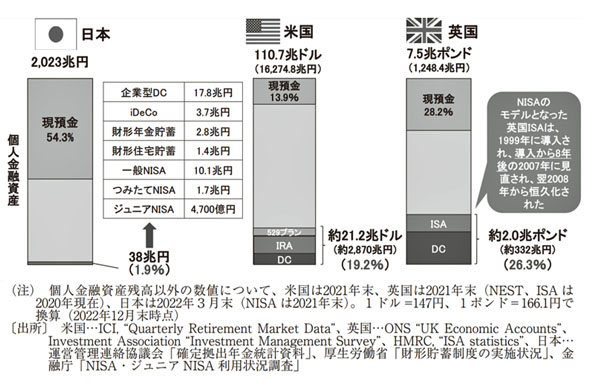 日本
2,023兆円
米国
110.7兆ドル
(16,274.8兆円)
英国
7.5兆ポンド
(1,248.4兆円)
個人金融資産
現預金
54.3%
企業型DC 17.8兆円
iDeCo 3.7兆円
財形年金貯蓄 2.8兆円
財形住宅貯蓄 1.4兆円
一般NISA 10.1兆円
つみたてNISA 1.7兆円
ジュニアNISA 4,700億円
38兆円
(1.9%)
現預金
13.9%
529プラン
IRA
DC
約21.2兆ドル
(約2,870兆円)
(19.2%)
現預金
28.2%
ISA
DC
約2.0兆ポンド
(約332兆円)
(26.3%)
NISAの
モデルとなった
英国ISAは、
1999年に導入さ
れ、導入から8年
後の2007年に見
直され、翌2008
年から恒久化さ
れた
(注) 個人金融資産残高以外の数値について、米国は2021年末、英国は2021年末（NEST、ISA は
2020年現在）、日本は2022年３月末（NISA は2021年末）。１ドル=147円、１ポンド=166.1円で
換算（2022年12月末時点）
〔出所〕 米国…ICI, “Quarterly Retirement Market Data”、英国…ONS “UK Economic Accounts”、
Investment Association “Investment Management Survey”、HMRC, “ISA statistics”、日本…
運営管理連絡協議会「確定拠出年金統計資料」、厚生労働省「財形貯蓄制度の実施状況」、金
融庁「NISA・ジュニア NISA 利用状況調査」